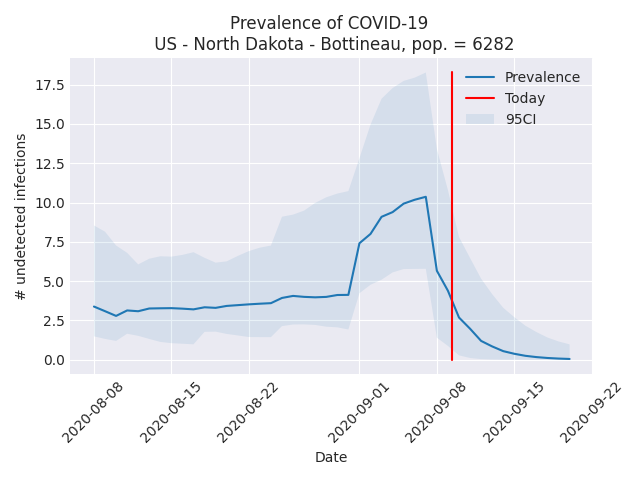 Prevalence of COVID-19
US - North Dakota - Bottineau, pop. = 6282
# undetected infections
17.5
15.0
12.5
10.0
7.5
5.0
2.5
0.0
Prevalence
Today
95CI
2020-08-08
2020-08-15
2020-08-22
2020-09-01
2020-09-08
2020-09-15
2020-09-22
Date